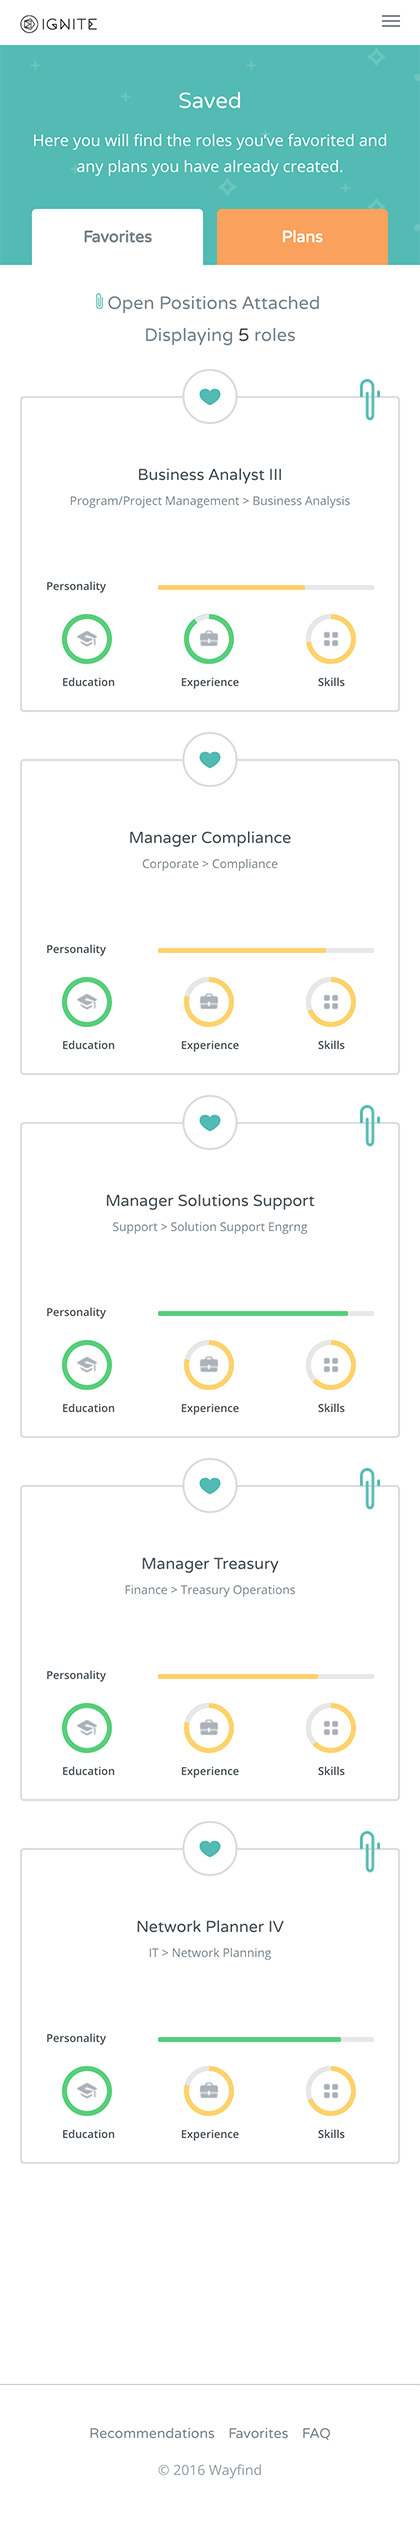 IGNITE
Saved
Here you will find the roles you've favorited and
any plans you have already created.
Favorites
Plans
Open Positions Attached
Displaying 5 roles
Business Analyst III
Program/Project Management > Business Analysis
Personality
Education
Experience
Skills
Manager Compliance
Corporate > Compliance
Personality
Education
Experience
Skills
Manager Solutions Support
Support > Solution Support Engrng
Personality
Education
Experience
Skills
Manager Treasury
Finance > Treasury Operations
Personality
Education
Experience
Skills
Network Planner IV
IT > Network Planning
Personality
Education
Experience
Skills
Recommendations Favorites FAQ
© 2016 Wayfind